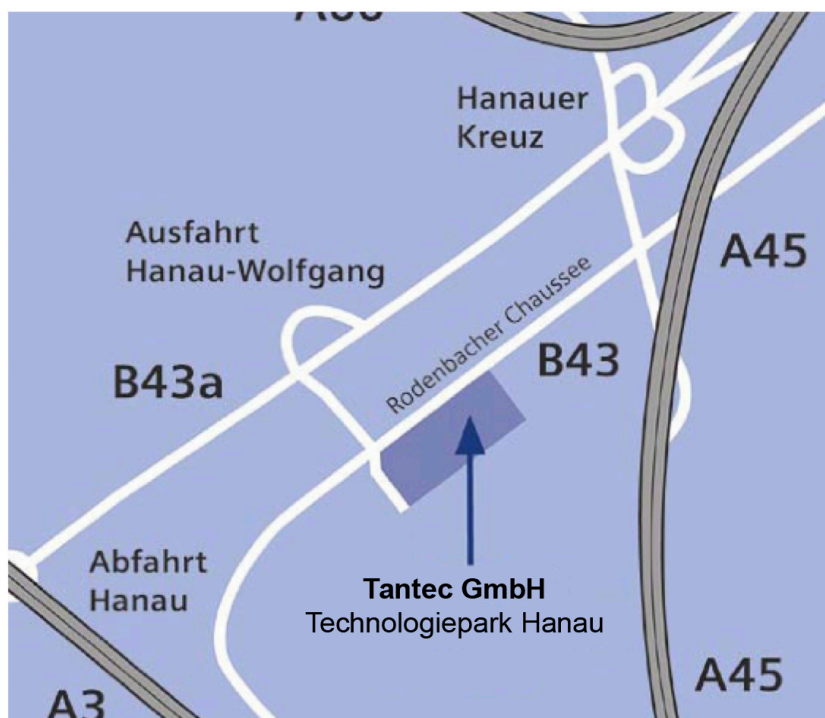 Hanauer
Kreuz
Ausfahrt
Hanau-Wolfgang
A45
Rodenbacher Chaussee
B43
B43a
Abfahrt
Hanau
Tantec GmbH
Technologiepark Hanau
A45
A3